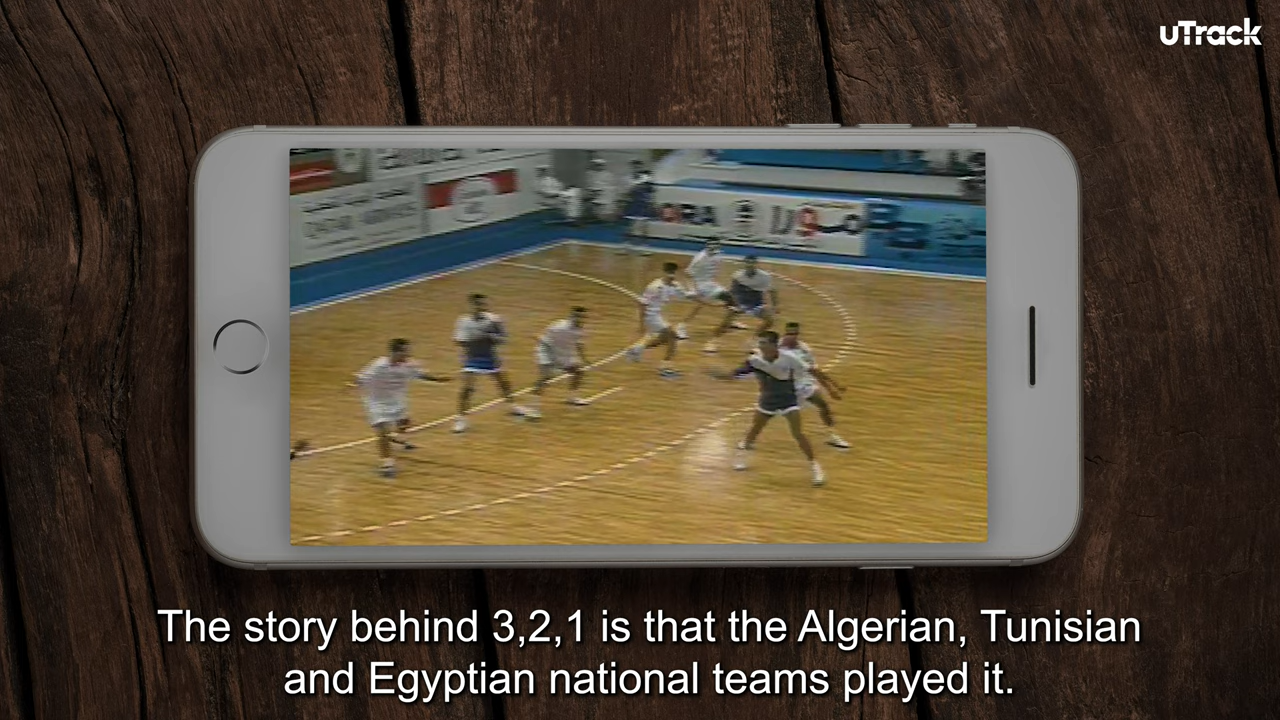 uTrack
The story behind 3,2,1 is that the Algerian, Tunisian
and Egyptian national teams played it.